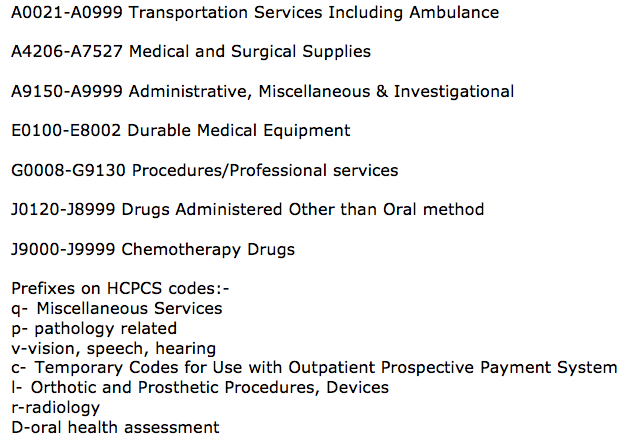 A0021-A0999 Transportation Services Including Ambulance
A4206-A7527 Medical and Surgical Supplies
A9150-A9999 Administrative, Miscellaneous & Investigational
E0100-E8002 Durable Medical Equipment
G0008-G9130 Procedures/Professional services
J0120-J8999 Drugs Administered Other than Oral method
J9000-J9999 Chemotherapy Drugs
Prefixes on HCPCS codes:-
q- Miscellaneous Services
p- pathology related
v-vision, speech, hearing
c- Temporary Codes for Use with Outpatient Prospective Payment System
l- Orthotic and Prosthetic Procedures, Devices
r-radiology
D-oral health assessment